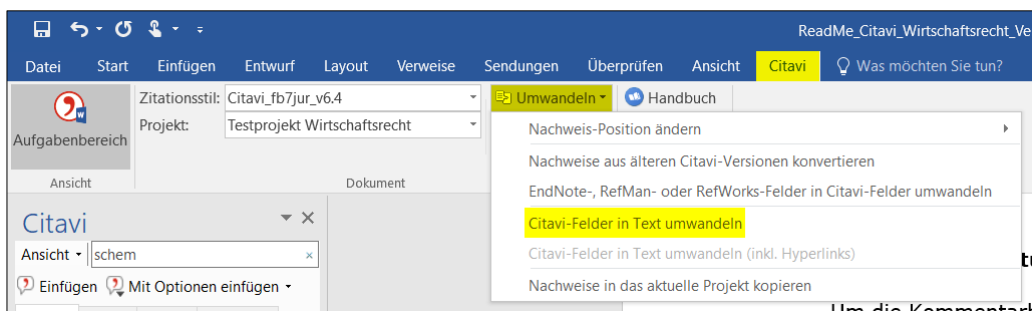 ReadMe_Citavi_Wirtschaftsrecht_Ve
Datei Start Einfügen Entwurf Layout Verweise Sendungen Überprüfen Ansicht Citavi Was möchten Sie tun?
Zitationsstil: Citavi_fb7jur_v6.4 Umwandeln Handbuch
Projekt: Testprojekt Wirtschaftsrecht
Aufgabenbereich
Ansicht Dokument
Nachweis-Position ändern
Nachweise aus älteren Citavi-Versionen konvertieren
EndNote-, RefMan- oder RefWorks-Felder in Citavi-Felder umwandeln
Citavi-Felder in Text umwandeln
Citavi-Felder in Text umwandeln (inkl. Hyperlinks)
Nachweise in das aktuelle Projekt kopieren
Citavi
Ansicht schem
Einfügen Mit Optionen einfügen